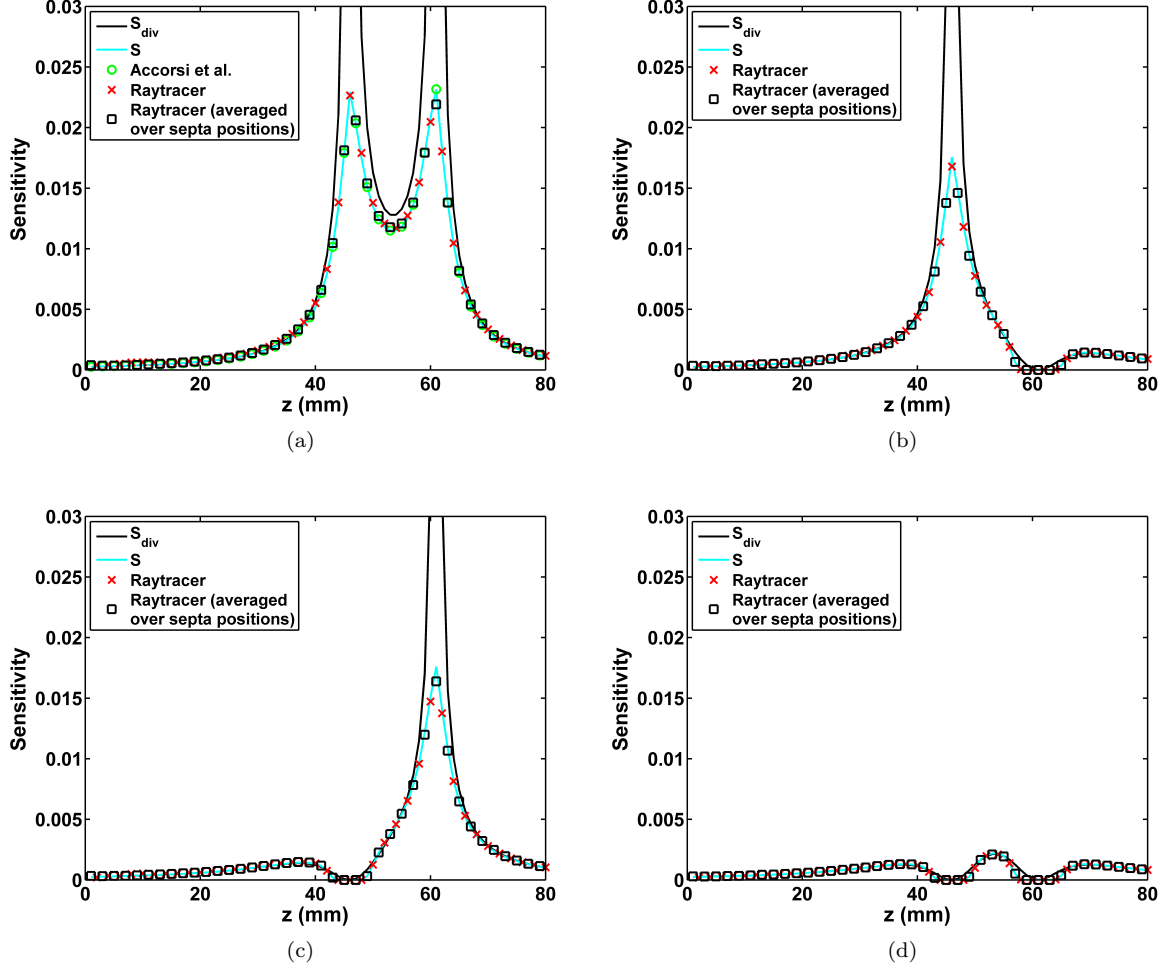 0.03
0.025
0.02
0.015
0.01
0.005
0
Sensitivity
S div
S
Accorsi et al.
Raytracer
Raytracer (averaged
over septa positions)
0 20 40 60 80
z (mm)
(a)
0.03
0.025
0.02
0.015
0.01
0.005
0
Sensitivity
S div
S
Raytracer
Raytracer (averaged
over septa positions)
0 20 40 60 80
z (mm)
(b)
0.03
0.025
0.02
0.015
0.01
0.005
0
Sensitivity
S div
S
Raytracer
Raytracer (averaged
over septa positions)
0 20 40 60 80
z (mm)
(c)
0.03
0.025
0.02
0.015
0.01
0.005
0
Sensitivity
S div
S
Raytracer
Raytracer (averaged
over septa positions)
0 20 40 60 80
z (mm)
(d)